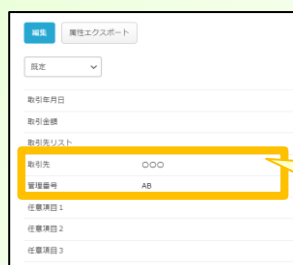 編集 属性エクスポート
既定
取引年月日
取引金額
取引先リスト
取引先 〇〇〇
管理番号 AB
任意項目1
任意項目2
任意項目3